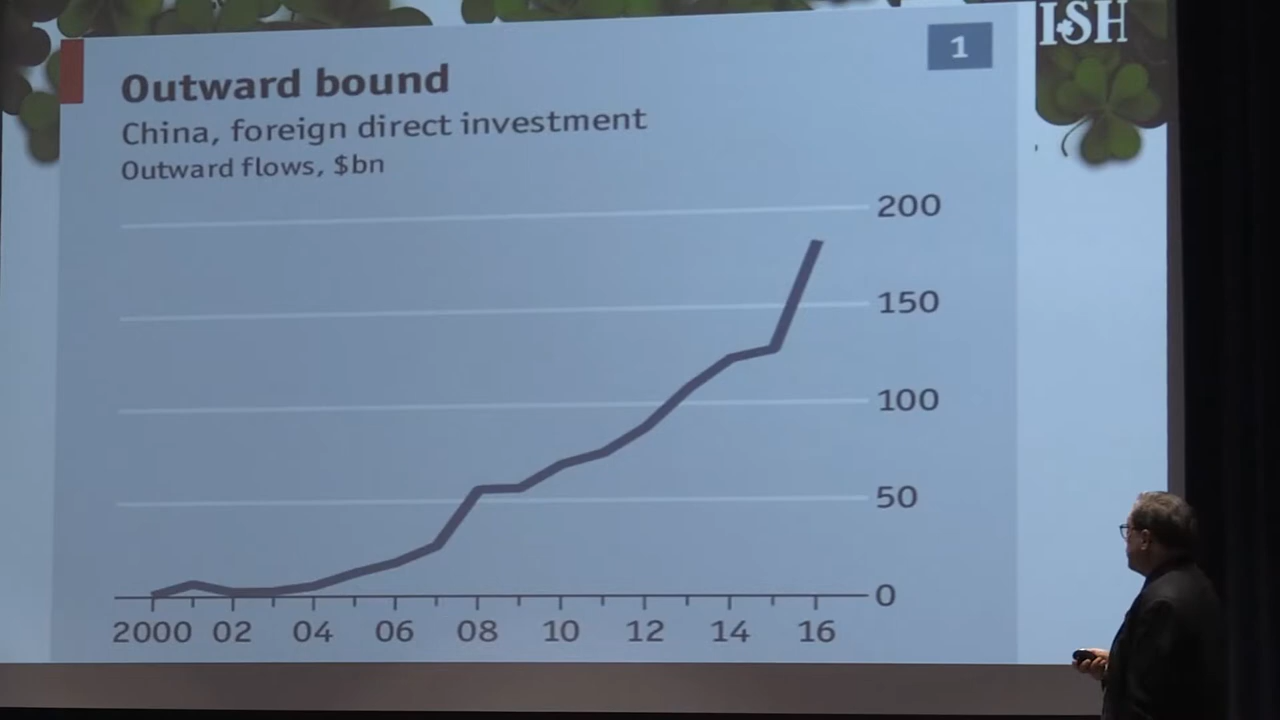 ISH
1
Outward bound
China, foreign direct investment
Outward flows, $bn
200
150
100
50
0
2000 02 04 06 08 10 12 14 16